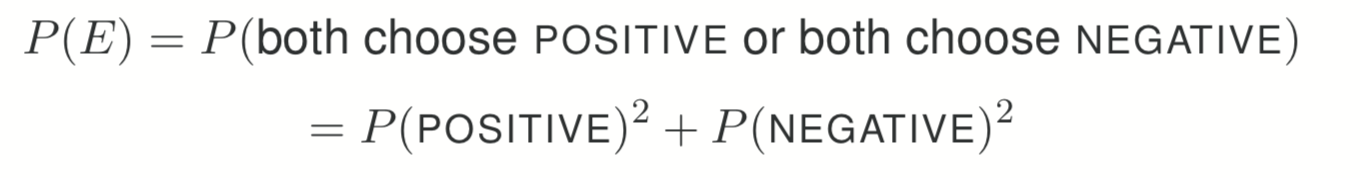 P(E) = P(both choose POSITIVE or both choose NEGATIVE)
= P(POSITIVE)² + P(NEGATIVE)²